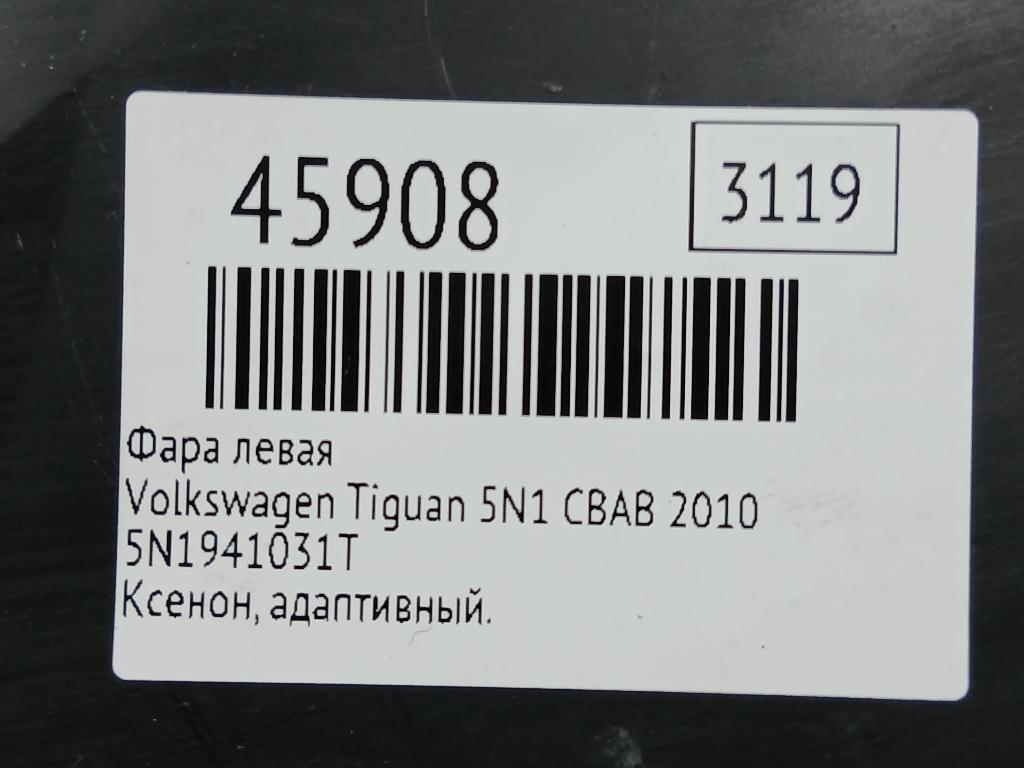 45908
3119
Фара левая
Volkswagen Tiguan 5N1 CBAB 2010
5N1941031T
Ксенон, адаптивный.